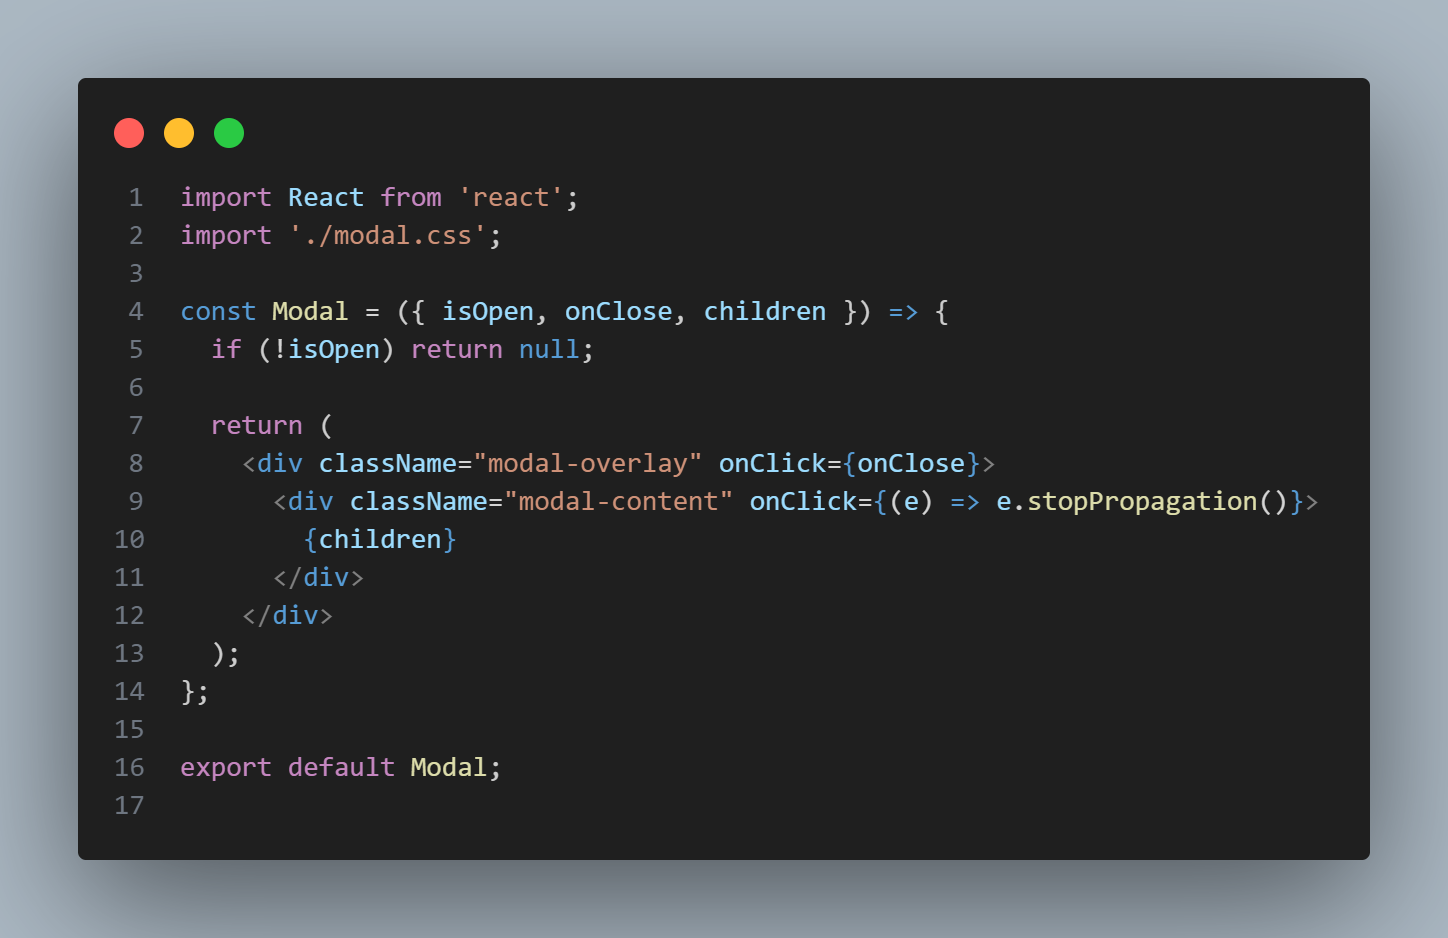 1 import React from 'react';
2 import './modal.css';
3
4 const Modal = ({ isOpen, onClose, children }) => {
5   if (!isOpen) return null;
6
7   return (
8     <div className="modal-overlay" onClick={onClose}>
9       <div className="modal-content" onClick={(e) => e.stopPropagation()}>
10         {children}
11       </div>
12     </div>
13   );
14 };
15
16 export default Modal;
17